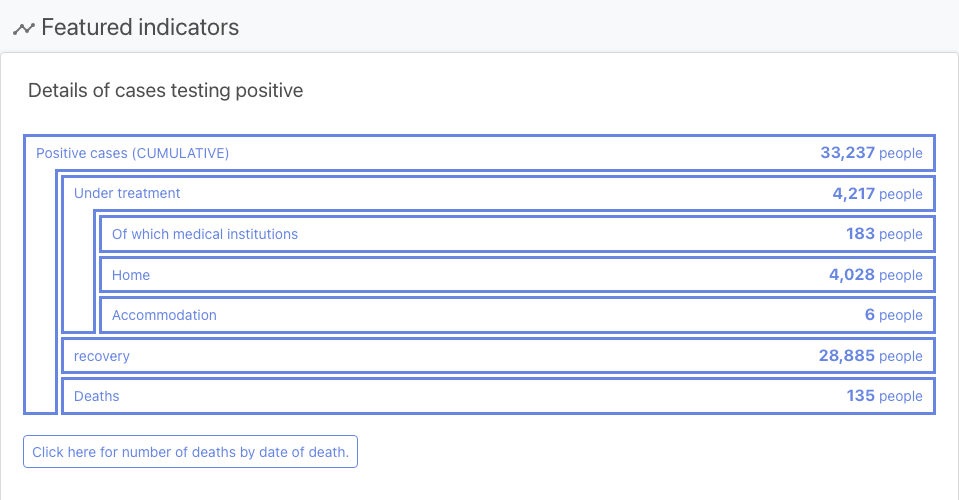 Featured indicators
Details of cases testing positive
Positive cases (CUMULATIVE) 33,237 people
Under treatment 4,217 people
Of which medical institutions 183 people
Home 4,028 people
Accommodation 6 people
recovery 28,885 people
Deaths 135 people
Click here for number of deaths by date of death.